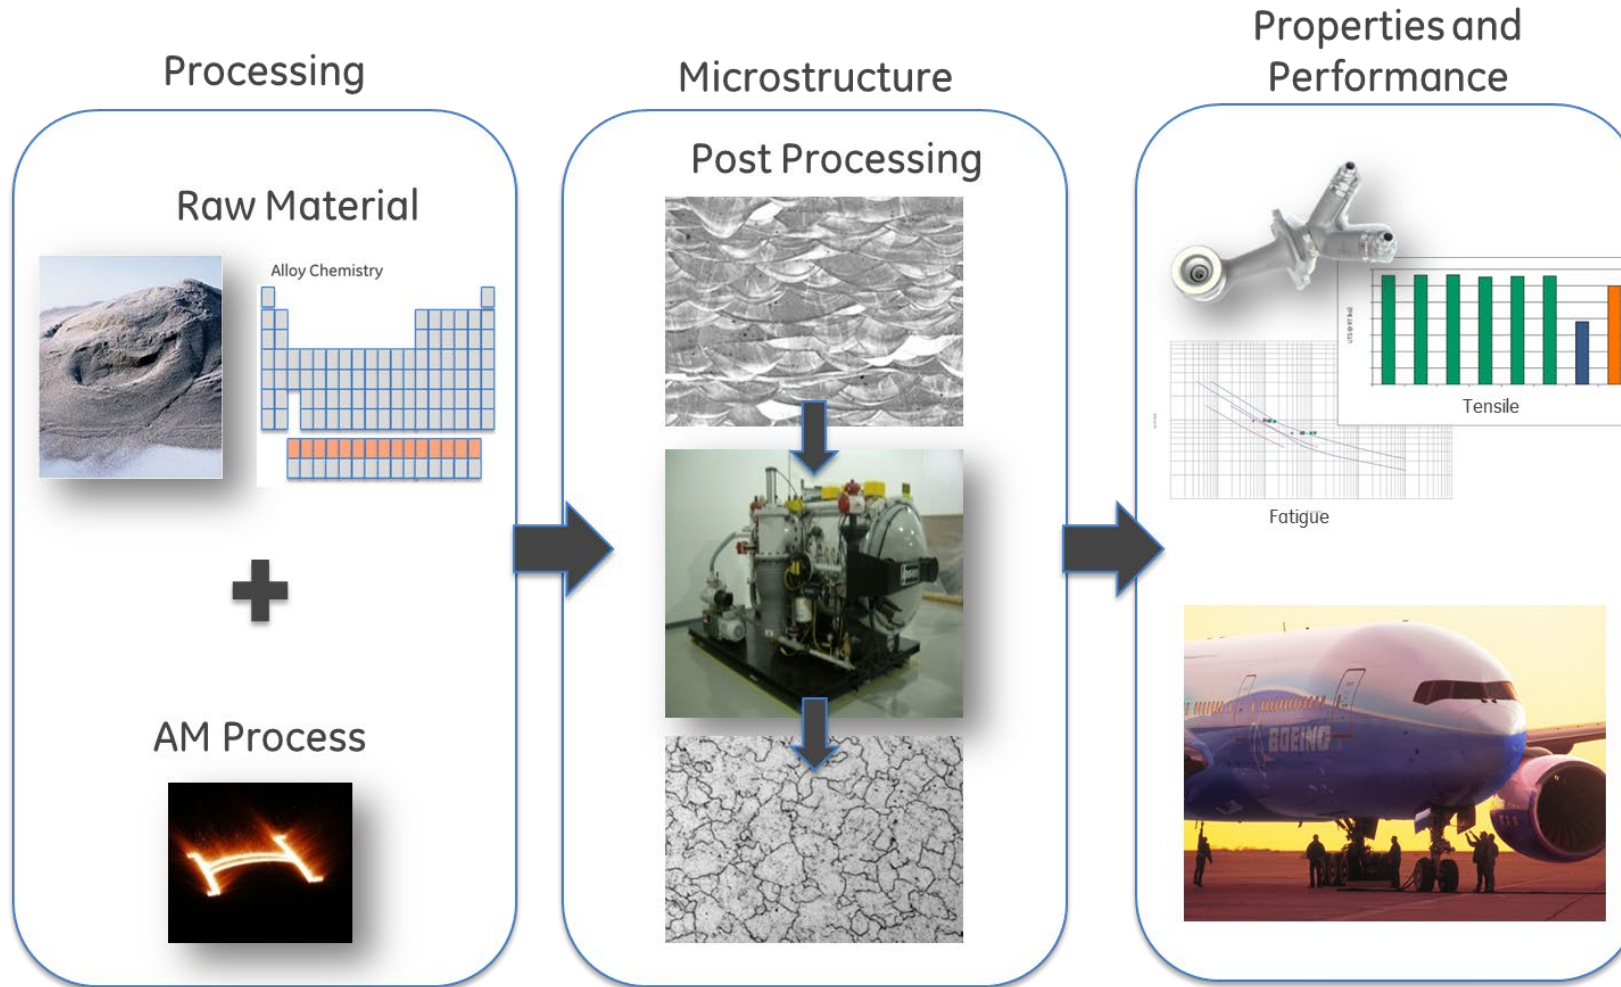 Processing
Raw Material
Alloy Chemistry
AM Process
Microstructure
Post Processing
Properties and
Performance
Tensile
Fatigue
BOEING